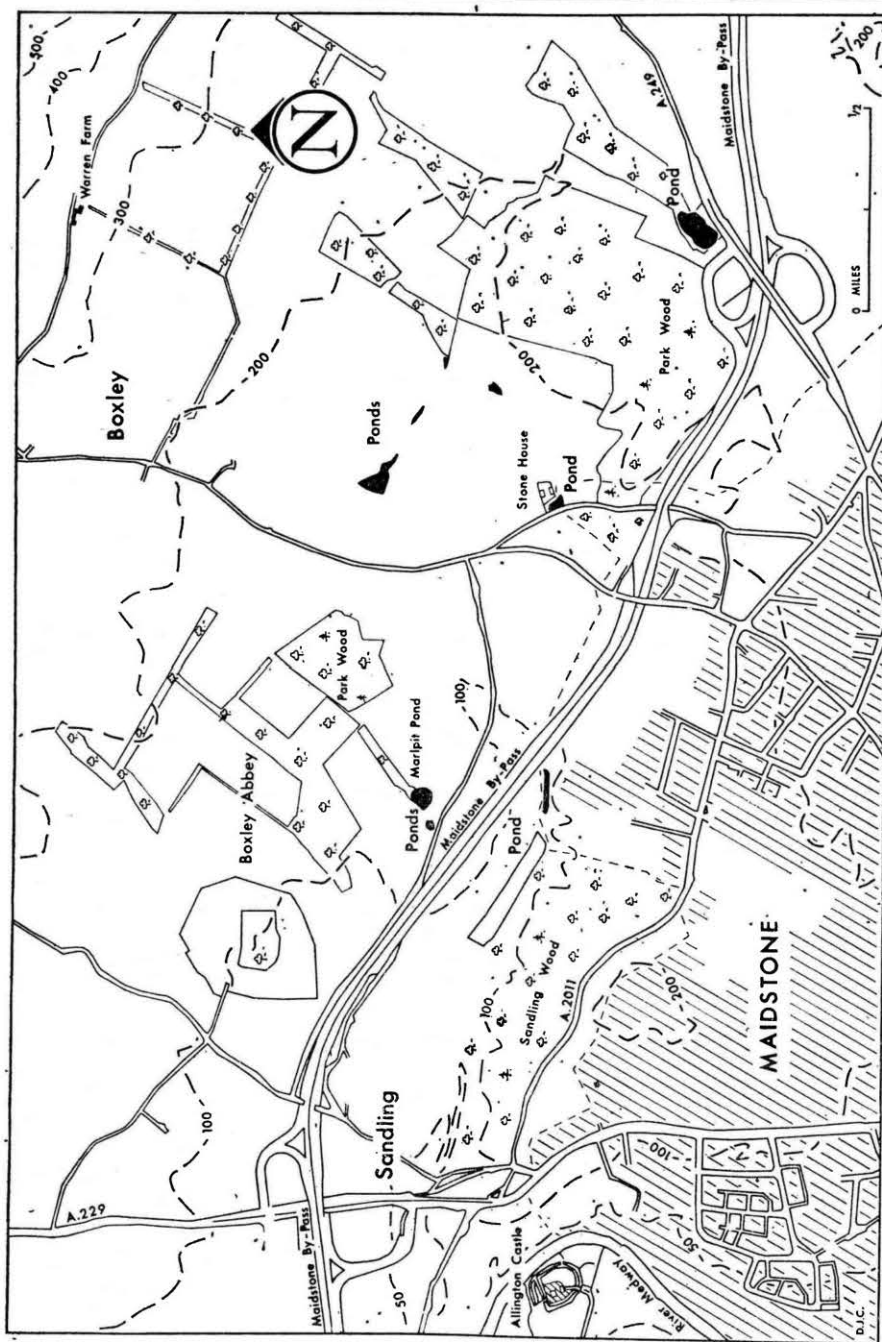 500
400
300
Warren Farm
N
Boxley
200
Ponds
200
Park Wood
Pond
A.249
Maidstone By-Pass
200
1/2
0 MILES
Stone House
Pond
Park Wood
Boxley Abbey
Marlpit Pond
Ponds
100
Maidstone By-Pass
Pond
100
Sandling Wood
A.2011
Sandling
100
A.229
Maidstone By-Pass
50
Allington Castle
River Medway
MAIDSTONE
200
100
50
D.J.C.